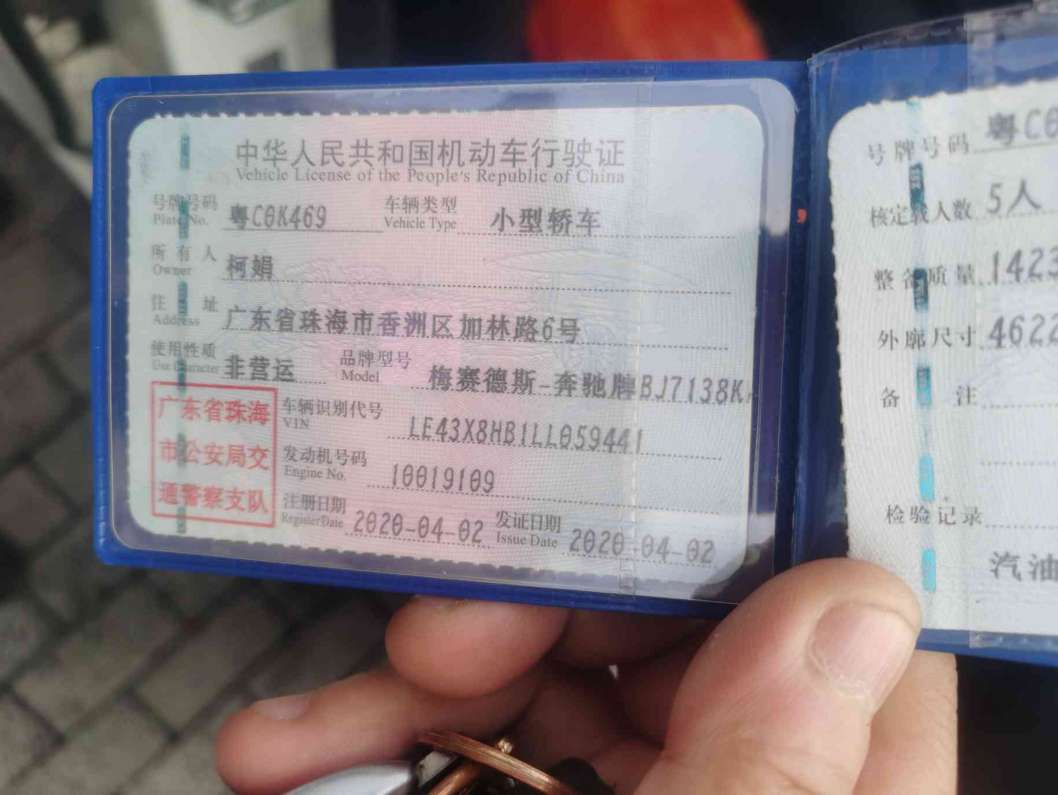 中华人民共和国机动车行驶证
Vehicle License of the People's Republic of China
号牌号码 粤C0K469 车辆类型 小型轿车
Plate No. Vehicle Type
所有人 柯娟
Owner
住址 广东省珠海市香洲区加林路6号
Address
使用性质 非营运 品牌型号 梅赛德斯-奔驰牌BJ7138K
Use Character Model
广东省珠海
市公安局交
通警察支队
车辆识别代号 LE43X8HB1LL059441
VIN
发动机号码 10019109
Engine No.
注册日期 2020-04-02 发证日期 2020-04-02
Register Date Issue Date
号牌号码 粤C0
核定载人数 5人
整备质量 1423
外廓尺寸 4622
备注
检验记录
汽油